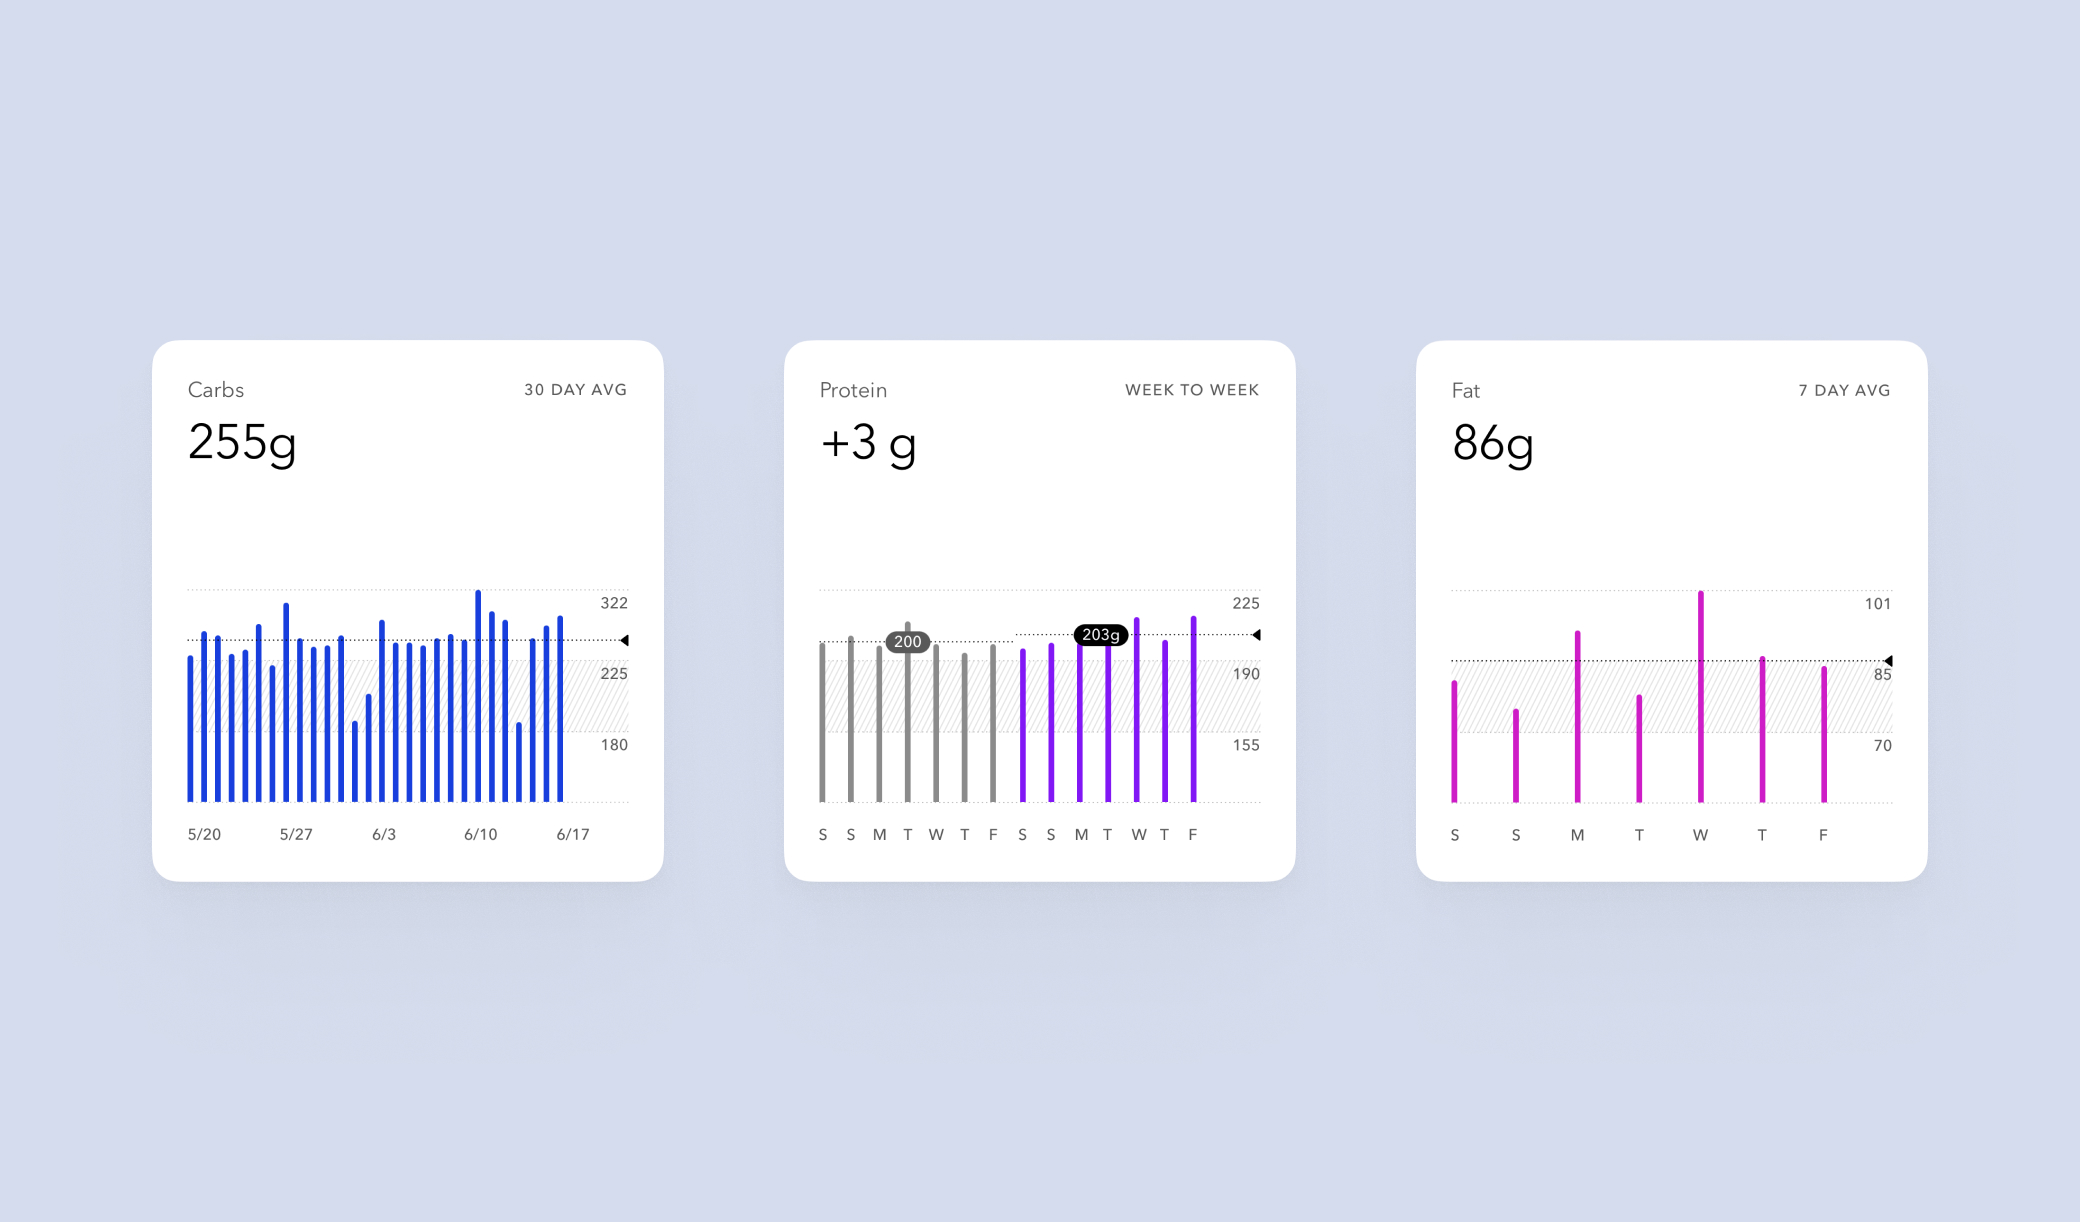 Carbs
30 DAY AVG
255g
322
225
180
5/20 5/27 6/3 6/10 6/17
Protein
WEEK TO WEEK
+3 g
225
200
203g
190
155
S S M T W T F S S M T W T F
Fat
7 DAY AVG
86g
101
85
70
S S M T W T F